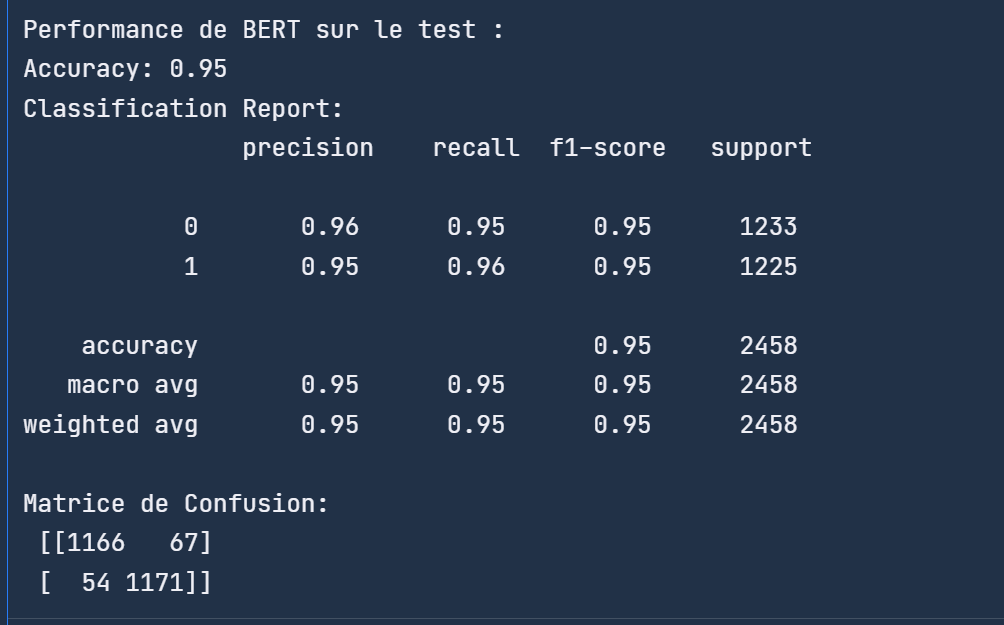 Performance de BERT sur le test :
Accuracy: 0.95
Classification Report:
precision recall f1-score support
0 0.96 0.95 0.95 1233
1 0.95 0.96 0.95 1225
accuracy 0.95 2458
macro avg 0.95 0.95 0.95 2458
weighted avg 0.95 0.95 0.95 2458
Matrice de Confusion:
[[1166 67]
[ 54 1171]]